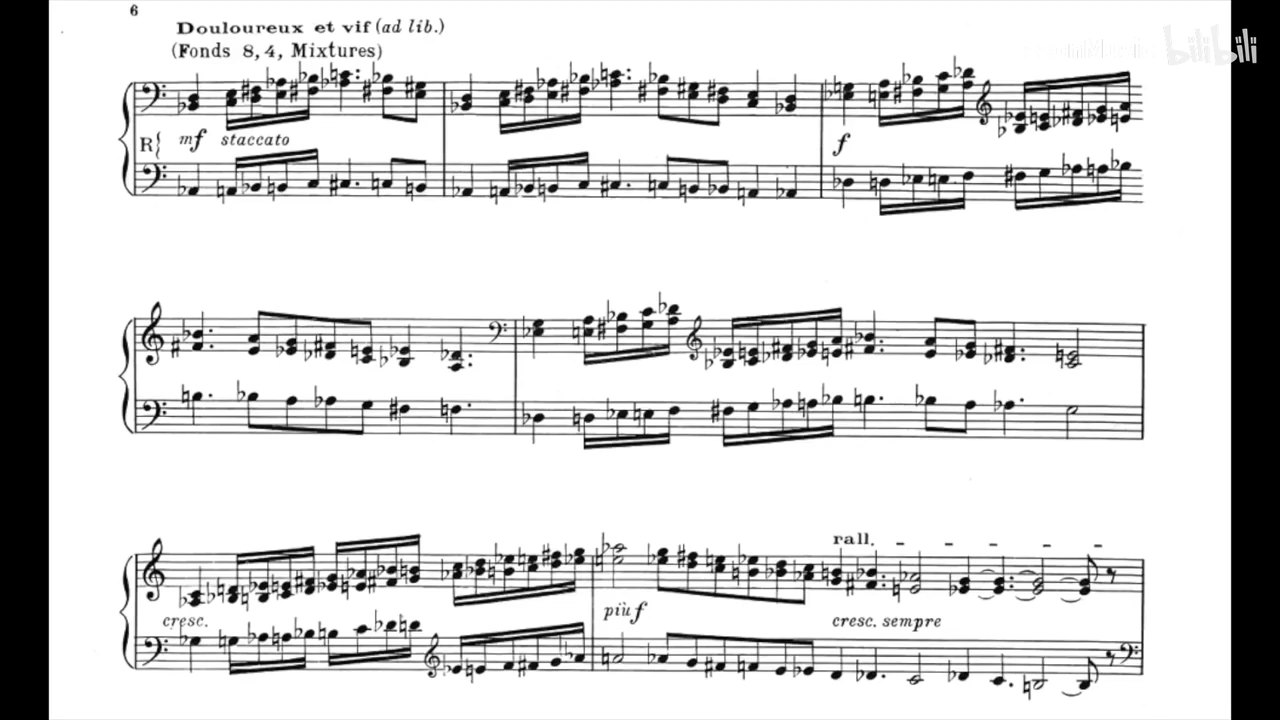 6
Douloureux et vif (ad lib.)
(Fonds 8, 4, Mixtures)
bilibili
R{
mf staccato
f
cresc.
più f
rall.
cresc. sempre